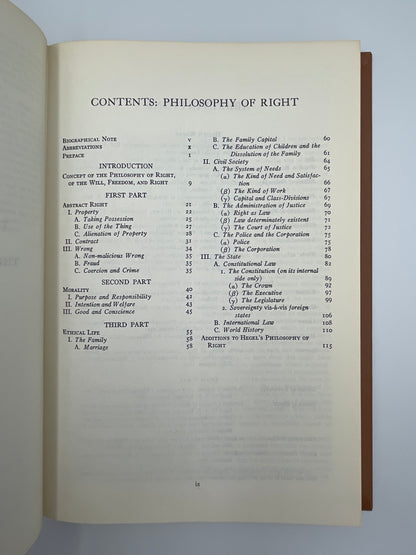 CONTENTS: PHILOSOPHY OF RIGHT
BIOGRAPHICAL NOTE v
ABBREVIATIONS x
PREFACE 1
INTRODUCTION
CONCEPT OF THE PHILOSOPHY OF RIGHT,
OF THE WILL, FREEDOM, AND RIGHT 9
FIRST PART
ABSTRACT RIGHT 21
I. Property 22
A. Taking Possession 25
B. Use of the Thing 27
C. Alienation of Property 28
II. Contract 31
III. Wrong 34
A. Non-malicious Wrong 35
B. Fraud 35
C. Coercion and Crime 35
SECOND PART
MORALITY 40
I. Purpose and Responsibility 42
II. Intention and Welfare 43
III. Good and Conscience 45
THIRD PART
ETHICAL LIFE 55
I. The Family 58
A. Marriage 58
B. The Family Capital 60
C. The Education of Children and the
Dissolution of the Family 61
II. Civil Society 64
A. The System of Needs 65
(α) The Kind of Need and Satisfac-
tion 66
(β) The Kind of Work 67
(γ) Capital and Class-Divisions 67
B. The Administration of Justice 69
(α) Right as Law 70
(β) Law determinately existent 71
(γ) The Court of Justice 72
C. The Police and the Corporation 75
(α) Police 75
(β) The Corporation 78
III. The State 80
A. Constitutional Law 82
1. The Constitution (on its internal
side only) 89
(α) The Crown 92
(β) The Executive 97
(γ) The Legislature 99
2. Sovereignty vis-à-vis foreign
states 106
B. International Law 108
C. World History 110
ADDITIONS TO HEGEL'S PHILOSOPHY OF
RIGHT 115
ix